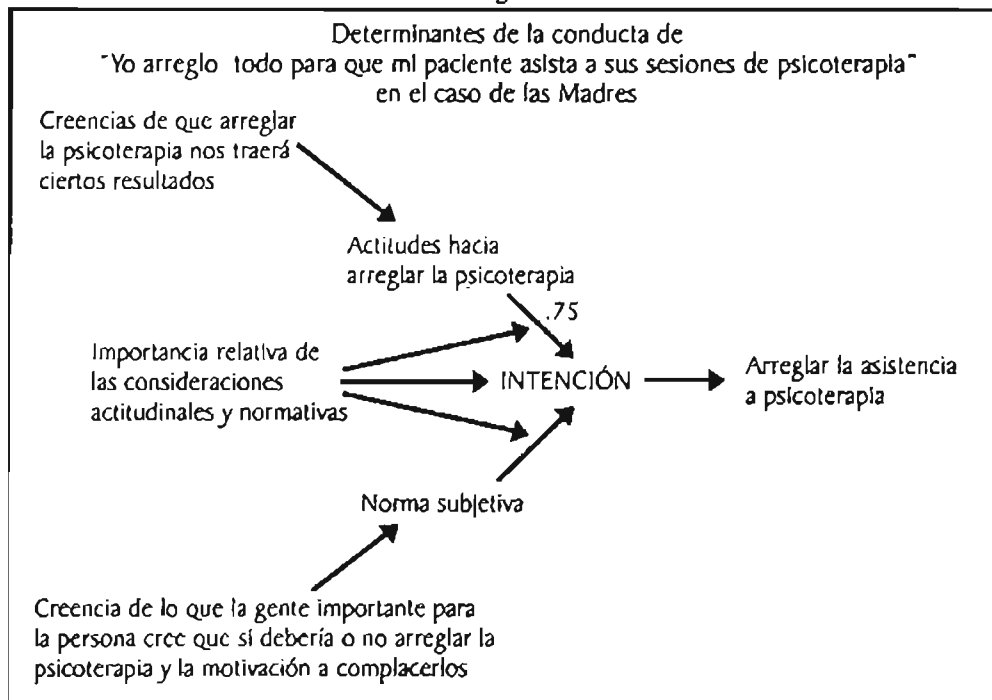 Determinantes de la conducta de
"Yo arreglo todo para que mi paciente asista a sus sesiones de psicoterapia"
en el caso de las Madres
Creencias de que arreglar
la psicoterapia nos traerá
ciertos resultados
Actitudes hacia
arreglar la psicoterapia
.75
Importancia relativa de
las consideraciones
actitudinales y normativas
INTENCIÓN
Arreglar la asistencia
a psicoterapia
Norma subjetiva
Creencia de lo que la gente importante para
la persona cree que sí debería o no arreglar la
psicoterapia y la motivación a complacerlos